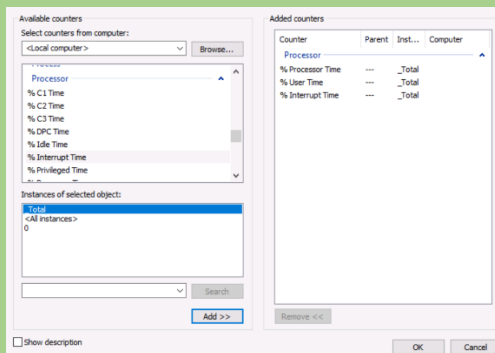 Available counters
Select counters from computer:
<Local computer>
Browse...
Processor
% C1 Time
% C2 Time
% C3 Time
% DPC Time
% Idle Time
% Interrupt Time
% Privileged Time
Instances of selected object:
_Total
<All instances>
0
Search
Add >>
Show description
Added counters
Counter Parent Inst... Computer
Processor
% Processor Time --- _Total
% User Time --- _Total
% Interrupt Time --- _Total
Remove <<
OK Cancel